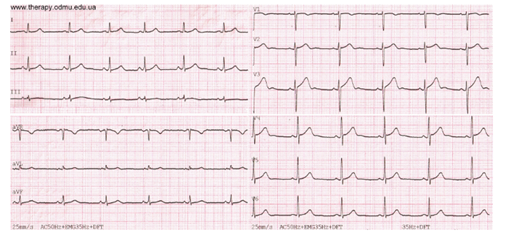 www.therapy.odmu.edu.ua
I
II
III
aVR
aVL
aVF
25mm/s AC50Hz+EMG35Hz+DFT
V1
V2
V3
V4
V5
V6
25mm/s AC50Hz+EMG35Hz+DFT 35Hz+DFT